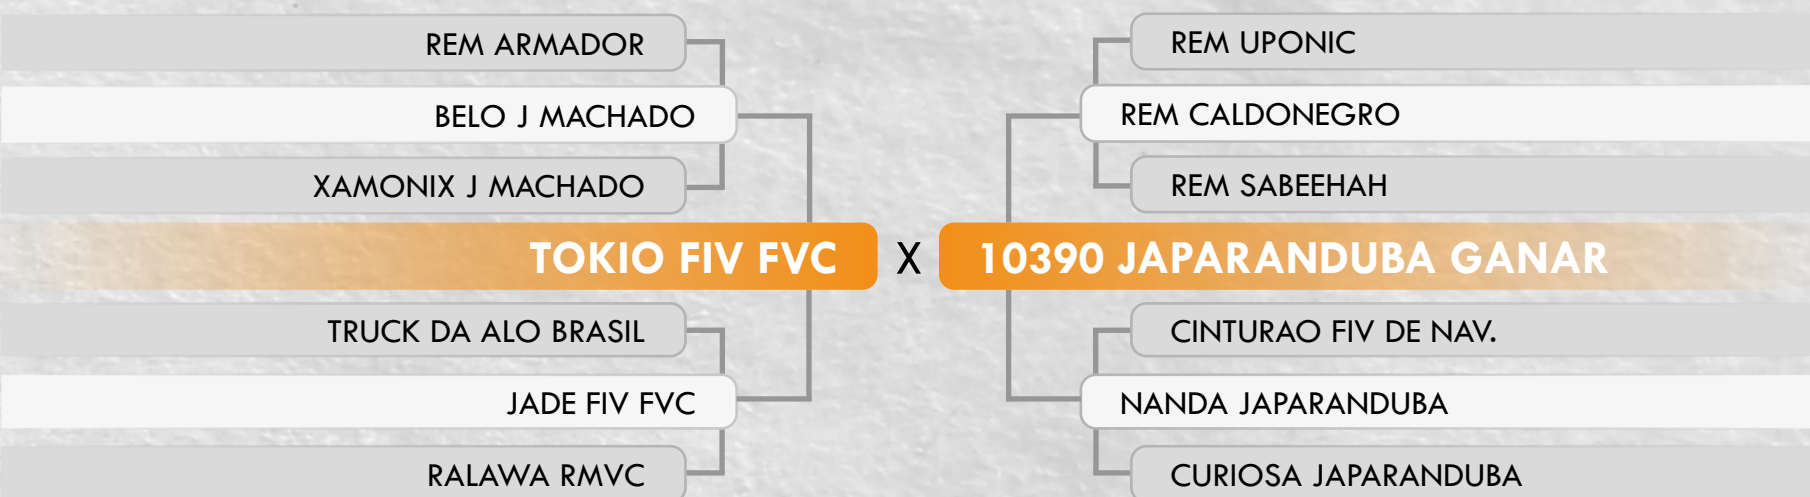 REM ARMADOR
BELO J MACHADO
XAMONIX J MACHADO
TOKIO FIV FVC
TRUCK DA ALO BRASIL
JADE FIV FVC
RALAWA RMVC
X
REM UPONIC
REM CALDONEGRO
REM SABEEHAH
10390 JAPARANDUBA GANAR
CINTURAO FIV DE NAV.
NANDA JAPARANDUBA
CURIOSA JAPARANDUBA